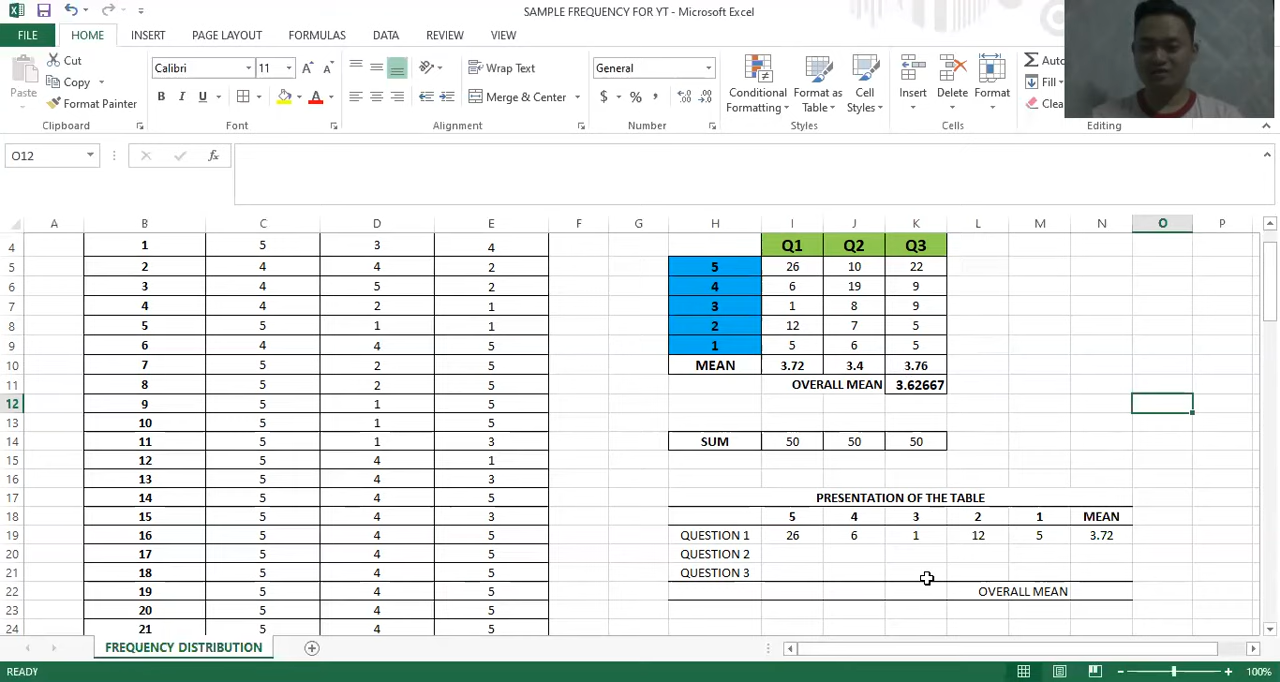 SAMPLE FREQUENCY FOR YT - Microsoft Excel
FILE HOME INSERT PAGE LAYOUT FORMULAS DATA REVIEW VIEW
Cut
Copy
Format Painter
Paste
Clipboard
Calibri 11
B I U
Font
Wrap Text
Merge & Center
Alignment
General
$ % ,
Number
Conditional Formatting
Format as Table
Cell Styles
Styles
Insert Delete Format
Cells
Fill
Editing
O12
fx
A B C D E F G H I J K L M N O P
4 1 5 3 4 Q1 Q2 Q3
5 2 4 4 2 5 26 10 22
6 3 4 5 2 4 6 19 9
7 4 4 2 1 3 1 8 9
8 5 5 1 1 2 12 7 5
9 6 4 4 5 1 5 6 5
10 7 5 2 5 MEAN 3.72 3.4 3.76
11 8 5 2 5 OVERALL MEAN 3.62667
12 9 5 1 5
13 10 5 1 5
14 11 5 1 3 SUM 50 50 50
15 12 5 4 1
16 13 5 4 3
17 14 5 4 5 PRESENTATION OF THE TABLE
18 15 5 4 3 5 4 3 2 1 MEAN
19 16 5 4 5 QUESTION 1 26 6 1 12 5 3.72
20 17 5 4 5 QUESTION 2
21 18 5 4 5 QUESTION 3
22 19 5 4 5 OVERALL MEAN
23 20 5 4 5
24 21 5 4 5
FREQUENCY DISTRIBUTION
READY
100%